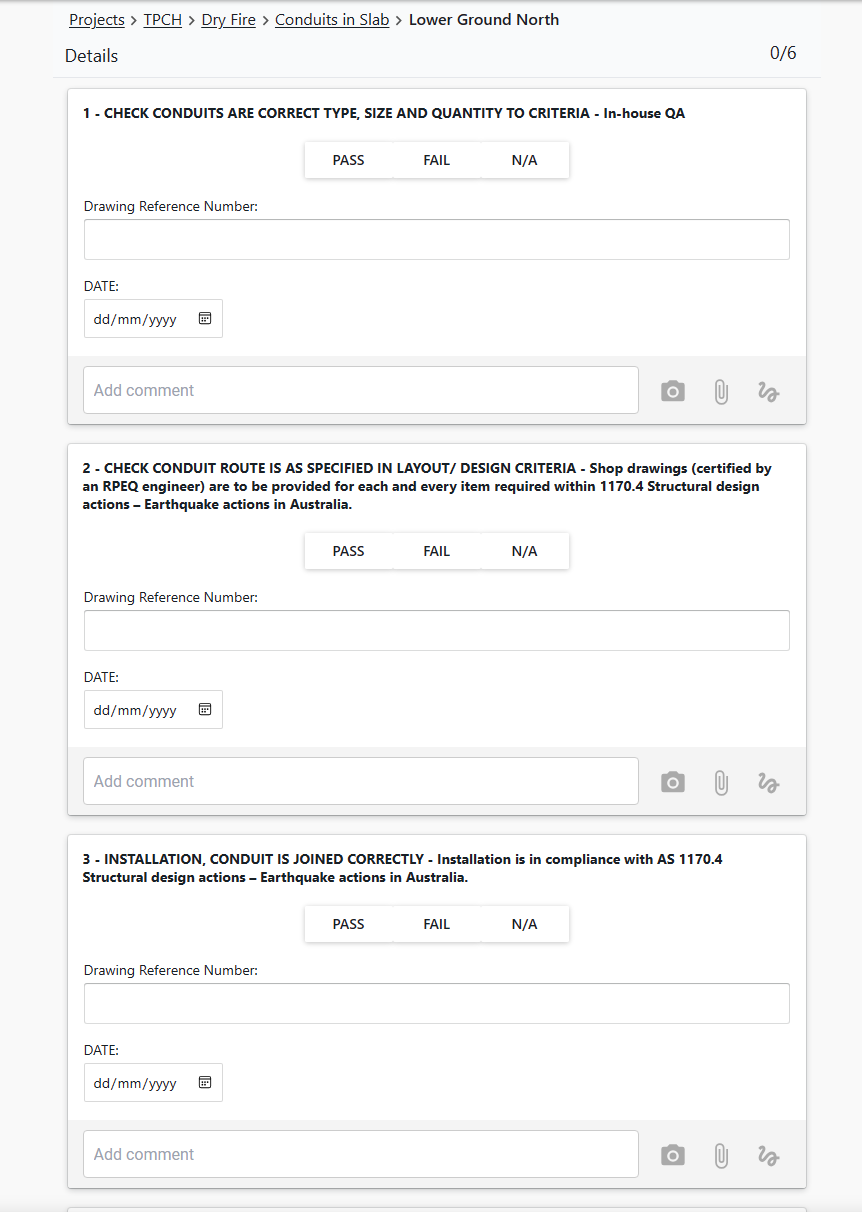 Projects > TPCH > Dry Fire > Conduits in Slab > Lower Ground North
Details
0/6
1 - CHECK CONDUITS ARE CORRECT TYPE, SIZE AND QUANTITY TO CRITERIA - In-house QA
PASS FAIL N/A
Drawing Reference Number:
DATE:
dd/mm/yyyy
Add comment
2 - CHECK CONDUIT ROUTE IS AS SPECIFIED IN LAYOUT/ DESIGN CRITERIA - Shop drawings (certified by
an RPEQ engineer) are to be provided for each and every item required within 1170.4 Structural design
actions – Earthquake actions in Australia.
PASS FAIL N/A
Drawing Reference Number:
DATE:
dd/mm/yyyy
Add comment
3 - INSTALLATION, CONDUIT IS JOINED CORRECTLY - Installation is in compliance with AS 1170.4
Structural design actions – Earthquake actions in Australia.
PASS FAIL N/A
Drawing Reference Number:
DATE:
dd/mm/yyyy
Add comment